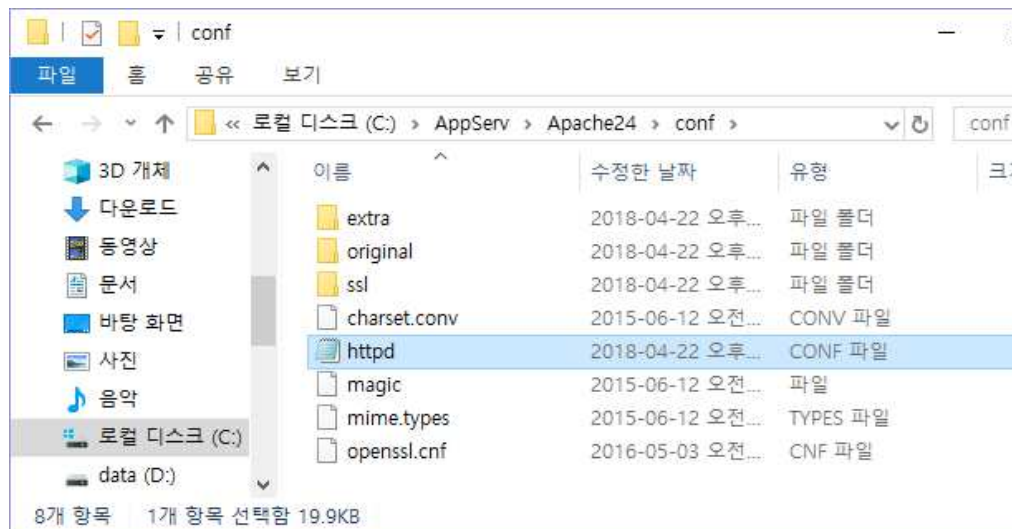 conf
파일 홈 공유 보기
« 로컬 디스크 (C:) › AppServ › Apache24 › conf › conf
3D 개체
다운로드
동영상
문서
바탕 화면
사진
음악
로컬 디스크 (C:)
data (D:)
이름 수정한 날짜 유형
extra 2018-04-22 오후... 파일 폴더
original 2018-04-22 오후... 파일 폴더
ssl 2018-04-22 오후... 파일 폴더
charset.conv 2015-06-12 오전... CONV 파일
httpd 2018-04-22 오후... CONF 파일
magic 2015-06-12 오전... 파일
mime.types 2015-06-12 오전... TYPES 파일
openssl.cnf 2016-05-03 오전... CNF 파일
8개 항목 1개 항목 선택함 19.9KB